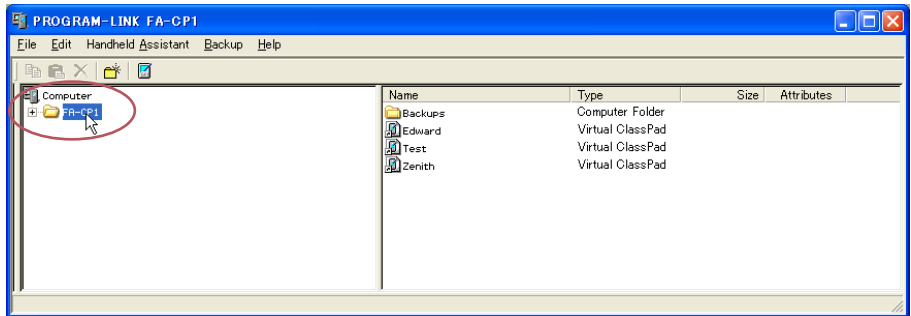 PROGRAM-LINK FA-CP1
File Edit Handheld Assistant Backup Help
Computer
FA-CP1
Name Type Size Attributes
Backups Computer Folder
Edward Virtual ClassPad
Test Virtual ClassPad
Zenith Virtual ClassPad